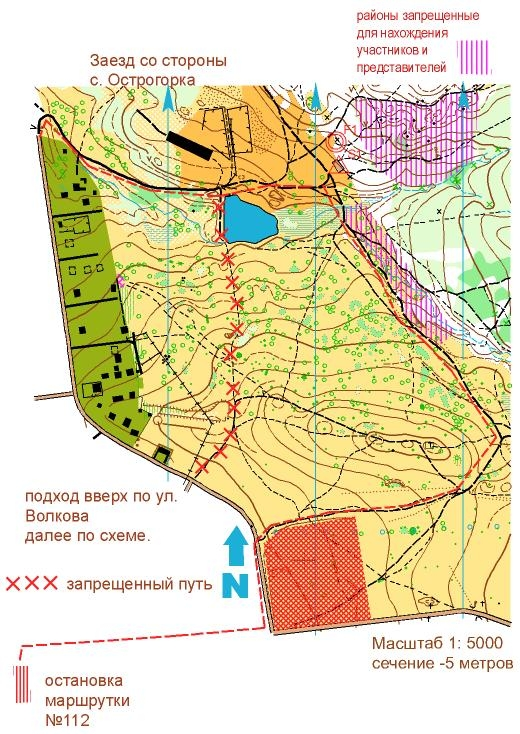 районы запрещенные
для нахождения
участников и
представителей
Заезд со стороны
с. Острогорка
подход вверх по ул.
Волкова
далее по схеме.
××× запрещенный путь
N
Масштаб 1: 5000
сечение -5 метров
остановка
маршрутки
№112